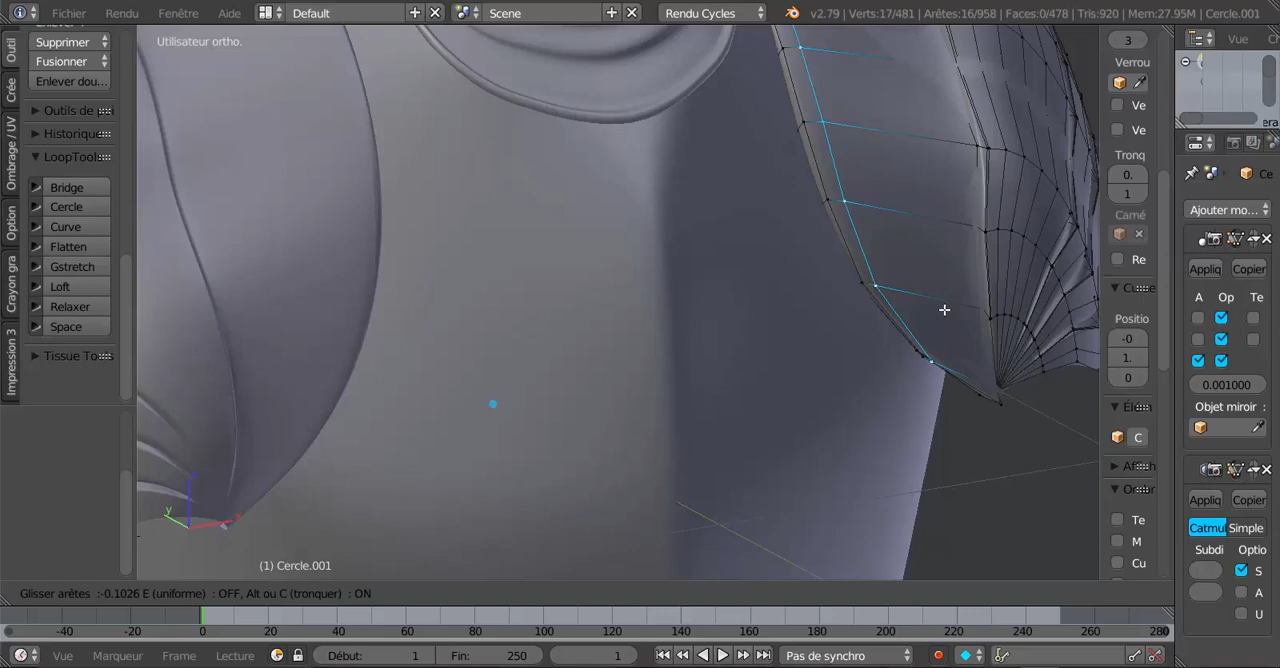 Fichier Rendu Fenêtre Aide Default Scene Rendu Cycles v2.79 | Verts:17/481 | Arêtes:16/958 | Faces:0/478 | Tris:920 | Mem:27.95M | Cercle.001
Utilisateur ortho.
Supprimer
Fusionner
Enlever dou...
Outils de
Historique
LoopTool
Bridge
Cercle
Curve
Flatten
Gstretch
Loft
Relaxer
Space
Tissue To
Outil
Crée
Ombrage / UV
Option
Crayon gra
Impression 3
z
y
x
(1) Cercle.001
3
Verrou
Ve
Ve
Tronq
0.
1
Camé
Re
Positio
-0
1.
0
C
Te
M
Cu
Vue
era
Ce
Ajouter mo...
Appliq Copier
A Op Te
0.001000
Objet miroir :
Appliq Copier
Catmu Simple
Subdi Optio
S
A
U
Glisser arêtes :-0.1026 E (uniforme) : OFF, Alt ou C (tronquer) : ON
-40 -20 0 20 40 60 80 100 120 140 160 180 200 220 240 260 280
Vue Marqueur Frame Lecture Début: 1 Fin: 250 1 Pas de synchro